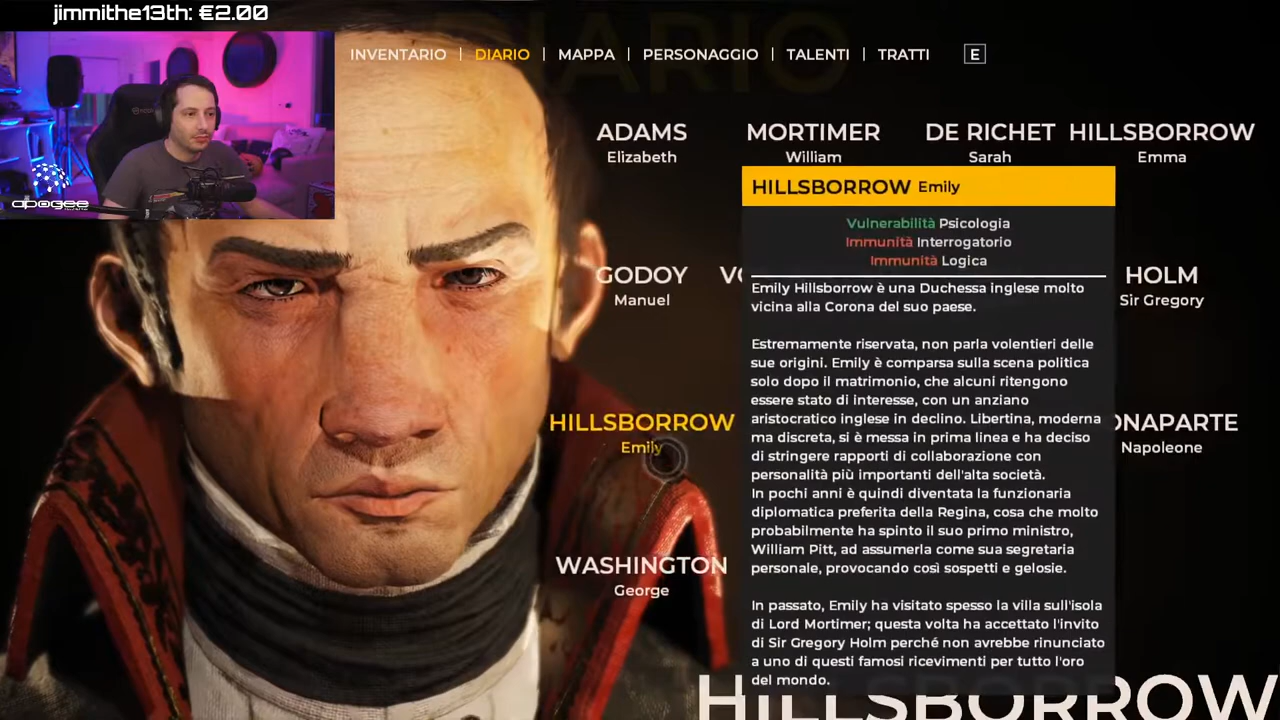 jimmithe13th: €2.00
INVENTARIO | DIARIO | MAPPA | PERSONAGGIO | TALENTI | TRATTI E
DIARIO
apogee
ADAMS
Elizabeth
MORTIMER
William
DE RICHET
Sarah
HILLSBORROW
Emma
HILLSBORROW Emily
Vulnerabilità Psicologia
Immunità Interrogatorio
Immunità Logica
GODOY
Manuel
HOLM
Sir Gregory
Emily Hillsborrow è una Duchessa inglese molto
vicina alla Corona del suo paese.
Estremamente riservata, non parla volentieri delle
sue origini. Emily è comparsa sulla scena politica
solo dopo il matrimonio, che alcuni ritengono
essere stato di interesse, con un anziano
aristocratico inglese in declino. Libertina, moderna
ma discreta, si è messa in prima linea e ha deciso
di stringere rapporti di collaborazione con
personalità più importanti dell'alta società.
In pochi anni è quindi diventata la funzionaria
diplomatica preferita della Regina, cosa che molto
probabilmente ha spinto il suo primo ministro,
William Pitt, ad assumerla come sua segretaria
personale, provocando così sospetti e gelosie.
In passato, Emily ha visitato spesso la villa sull'isola
di Lord Mortimer; questa volta ha accettato l'invito
di Sir Gregory Holm perché non avrebbe rinunciato
a uno di questi famosi ricevimenti per tutto l'oro
del mondo.
HILLSBORROW
Emily
ONAPARTE
Napoleone
WASHINGTON
George
HILLSBORROW